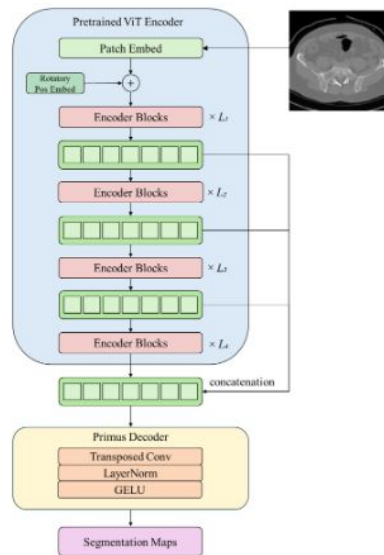 Pretrained ViT Encoder
Patch Embed
Rotatory
Pos Embed
+
Encoder Blocks × L₁
Encoder Blocks × L₂
Encoder Blocks × L₃
Encoder Blocks × L₄
concatenation
Primus Decoder
Transposed Conv
LayerNorm
GELU
Segmentation Maps